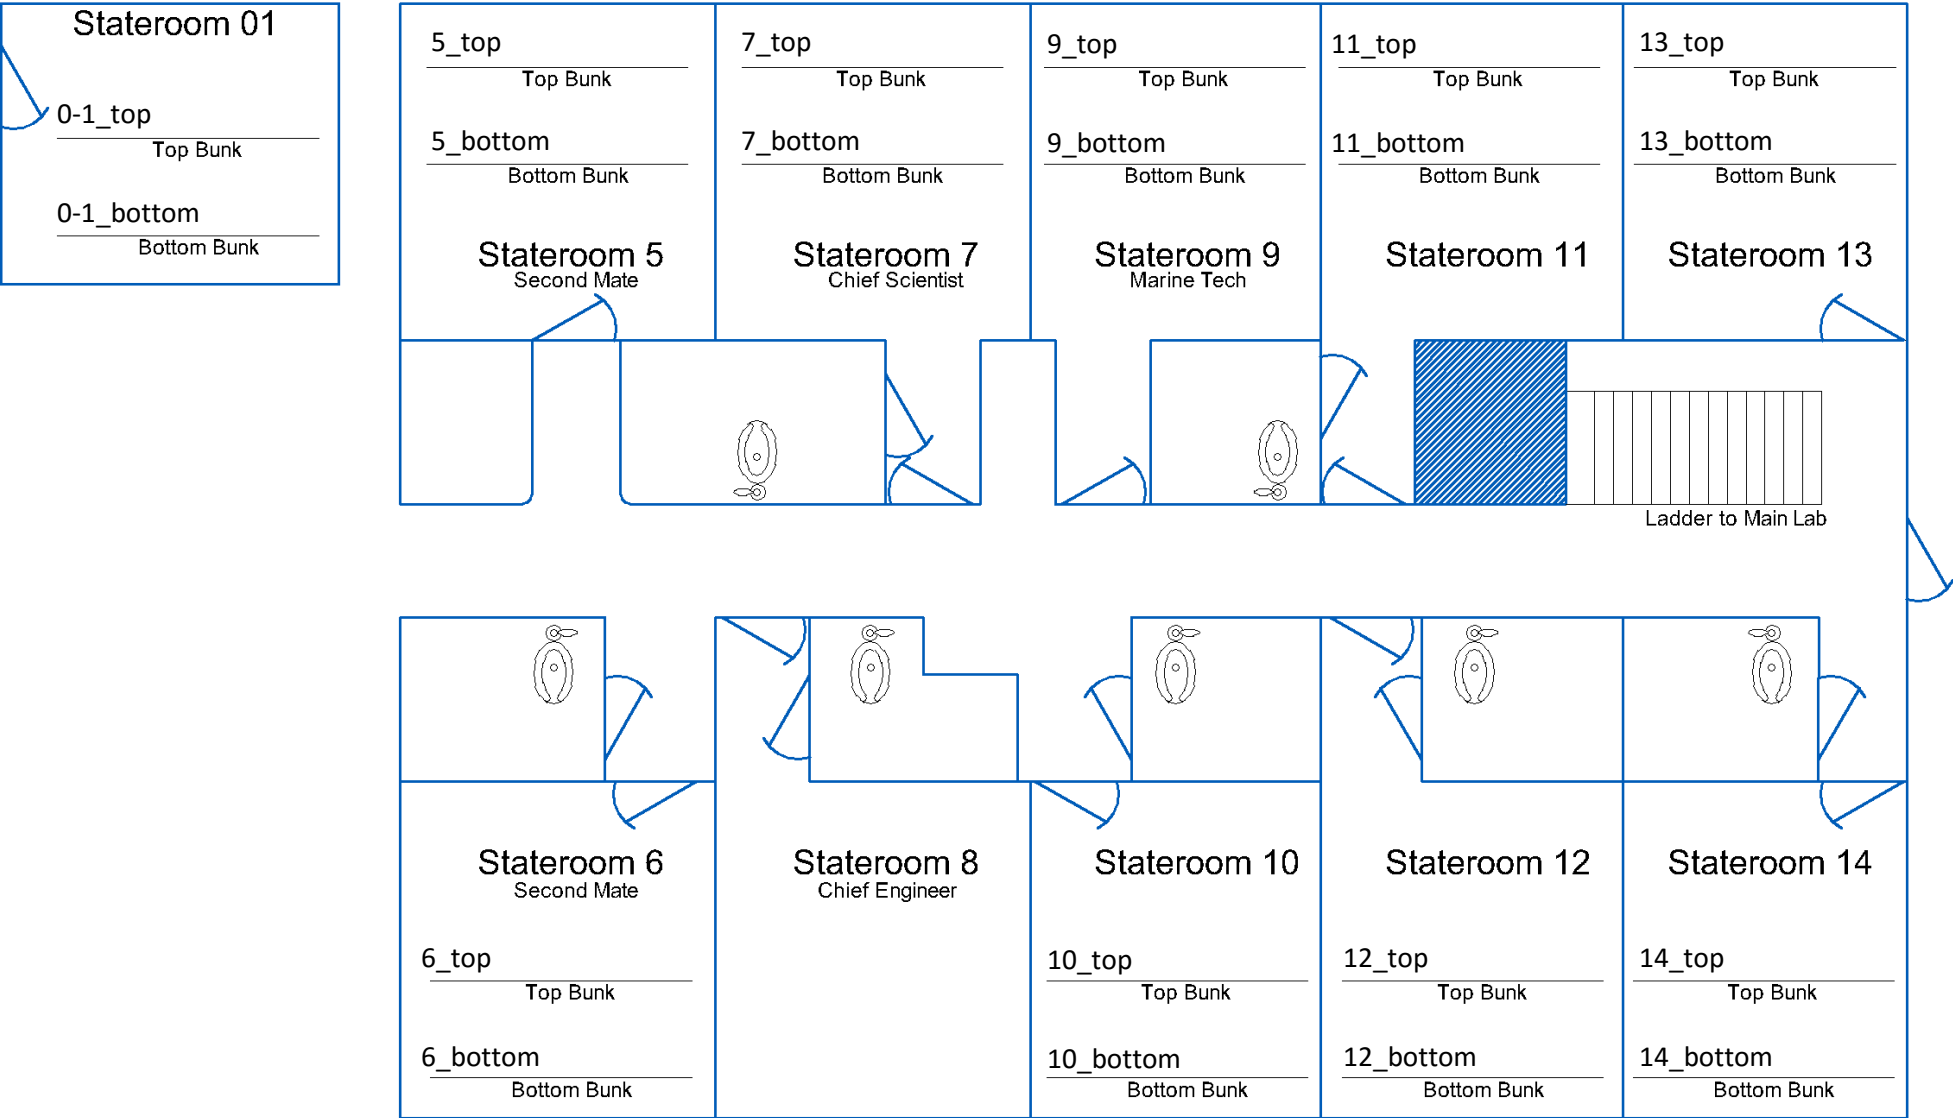 Stateroom 01
0-1_top
Top Bunk
0-1_bottom
Bottom Bunk
5_top
Top Bunk
5_bottom
Bottom Bunk
Stateroom 5
Second Mate
7_top
Top Bunk
7_bottom
Bottom Bunk
Stateroom 7
Chief Scientist
9_top
Top Bunk
9_bottom
Bottom Bunk
Stateroom 9
Marine Tech
11_top
Top Bunk
11_bottom
Bottom Bunk
Stateroom 11
13_top
Top Bunk
13_bottom
Bottom Bunk
Stateroom 13
Ladder to Main Lab
Stateroom 6
Second Mate
6_top
Top Bunk
6_bottom
Bottom Bunk
Stateroom 8
Chief Engineer
Stateroom 10
10_top
Top Bunk
10_bottom
Bottom Bunk
Stateroom 12
12_top
Top Bunk
12_bottom
Bottom Bunk
Stateroom 14
14_top
Top Bunk
14_bottom
Bottom Bunk